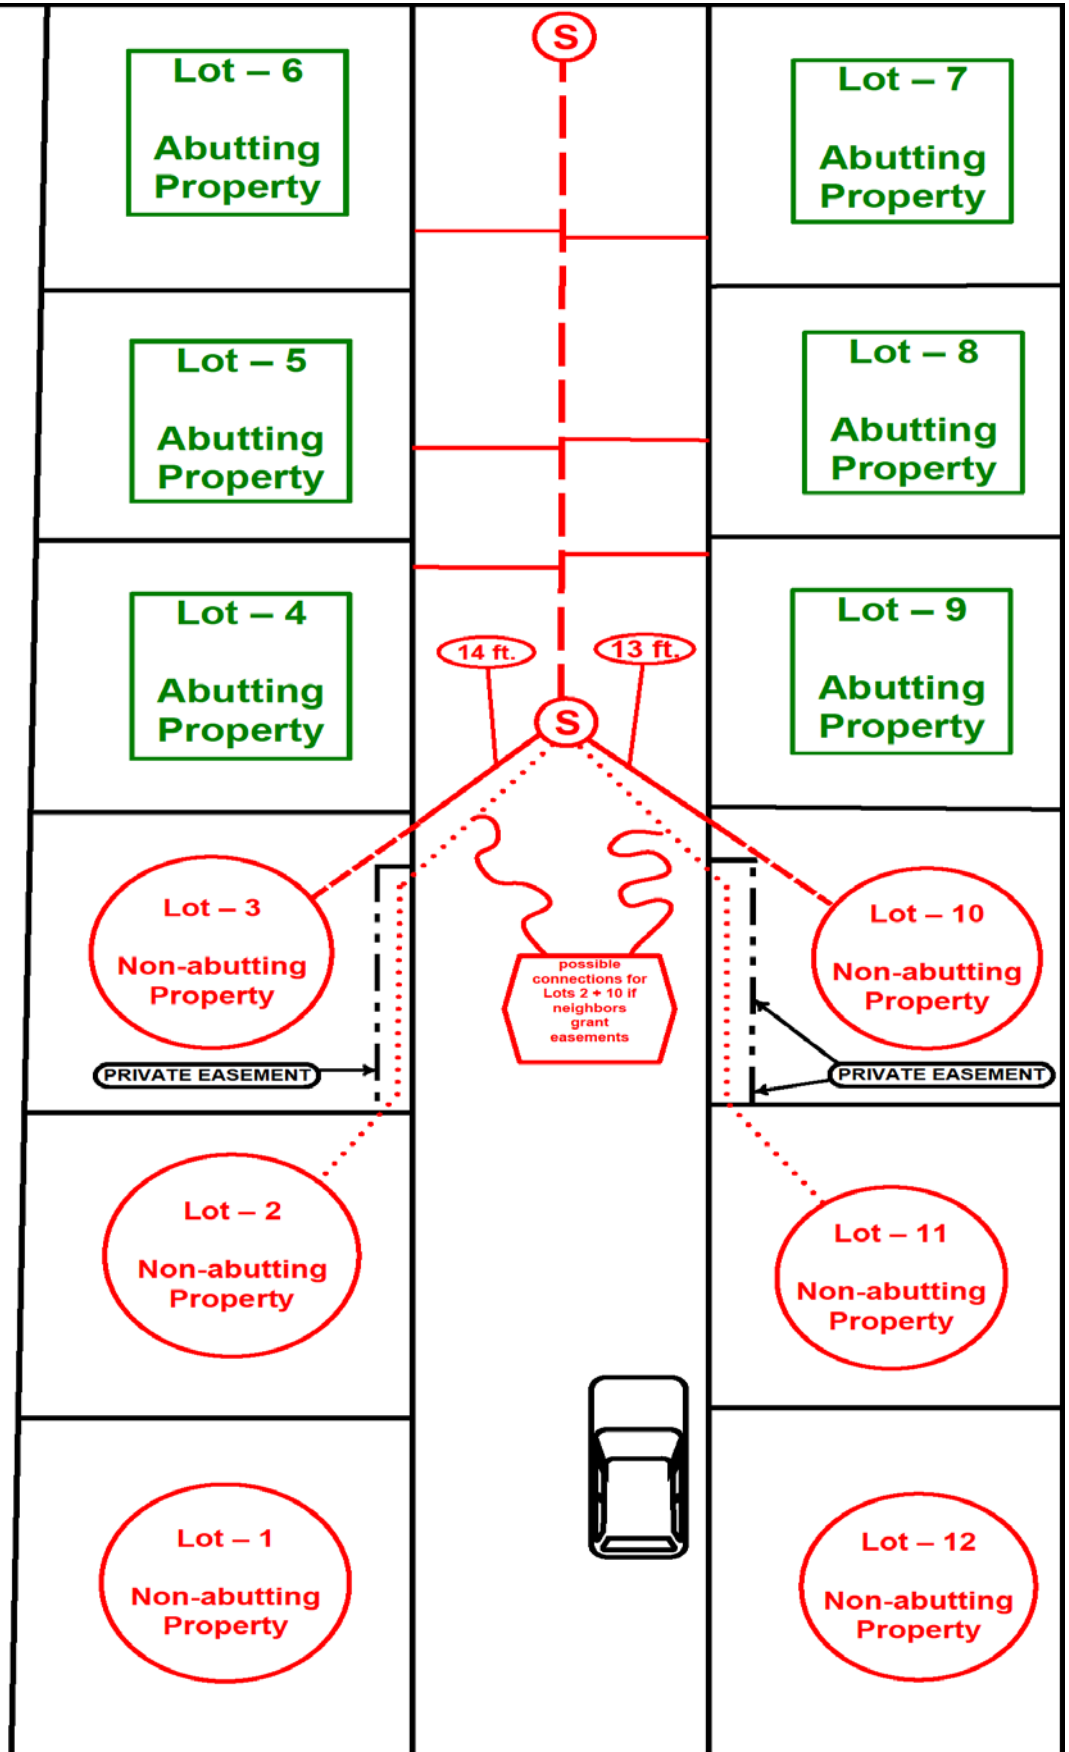 S
Lot – 6
Abutting
Property
Lot – 7
Abutting
Property
Lot – 5
Abutting
Property
Lot – 8
Abutting
Property
Lot – 4
Abutting
Property
Lot – 9
Abutting
Property
14 ft.
13 ft.
S
Lot – 3
Non-abutting
Property
Lot – 10
Non-abutting
Property
possible
connections for
Lots 2 + 10 if
neighbors
grant
easements
PRIVATE EASEMENT
PRIVATE EASEMENT
Lot – 2
Non-abutting
Property
Lot – 11
Non-abutting
Property
Lot – 1
Non-abutting
Property
Lot – 12
Non-abutting
Property